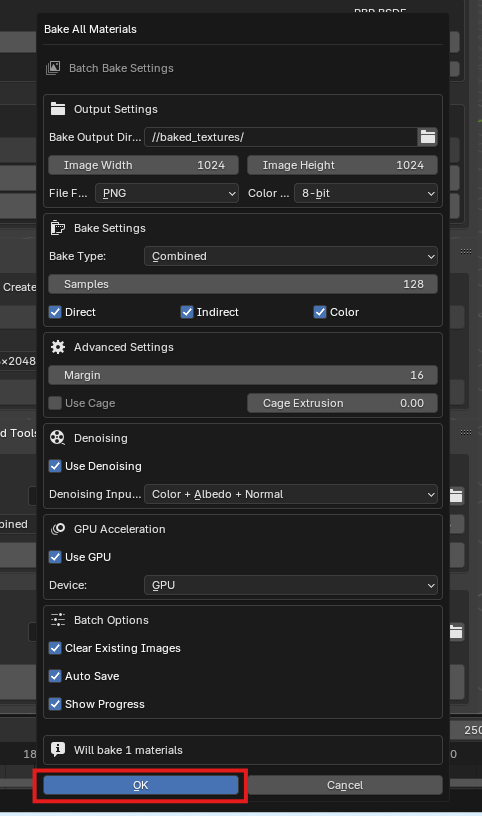 Bake All Materials
Batch Bake Settings
Output Settings
Bake Output Dir... //baked_textures/
Image Width 1024 Image Height 1024
File F... PNG Color ... 8-bit
Bake Settings
Bake Type: Combined
Create
Samples 128
Direct Indirect Color
Advanced Settings
×2048
Margin 16
Use Cage Cage Extrusion 0.00
d Tools
Denoising
Use Denoising
Denoising Inpu... Color + Albedo + Normal
bined
GPU Acceleration
Use GPU
Device: GPU
Batch Options
Clear Existing Images
Auto Save
Show Progress
250
18 Will bake 1 materials 0
OK Cancel